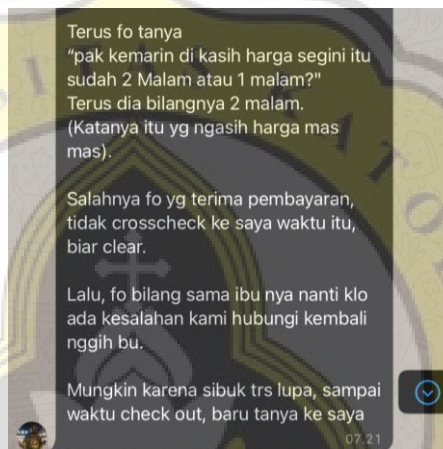 Terus fo tanya
"pak kemarin di kasih harga segini itu
sudah 2 Malam atau 1 malam?"
Terus dia bilangnya 2 malam.
(Katanya itu yg ngasih harga mas
mas).
Salahnya fo yg terima pembayaran,
tidak crosscheck ke saya waktu itu,
biar clear.
Lalu, fo bilang sama ibu nya nanti klo
ada kesalahan kami hubungi kembali
nggih bu.
Mungkin karena sibuk trs lupa, sampai
waktu check out, baru tanya ke saya
07.21